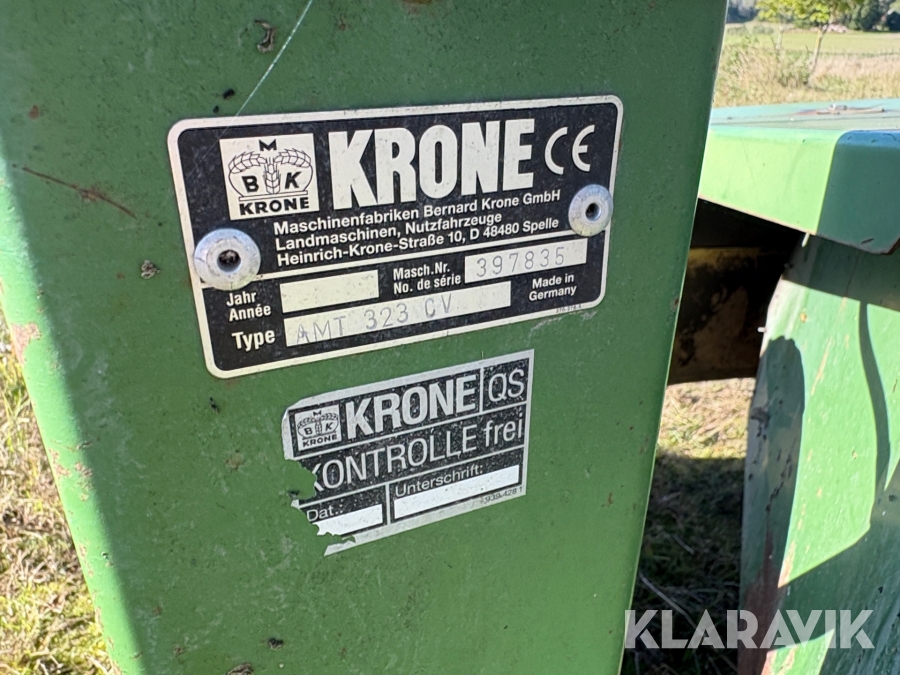 M
B K
KRONE
KRONE CE
Maschinenfabriken Bernard Krone GmbH
Landmaschinen, Nutzfahrzeuge
Heinrich-Krone-Straße 10, D 48480 Spelle
Jahr
Année
Masch.Nr.
No. de série
397835
Made in
Germany
Type AMT 323 CV
M
B K
KRONE
KRONE QS
KONTROLLE frei
Dat.:
Unterschrift:
KLARAVIK